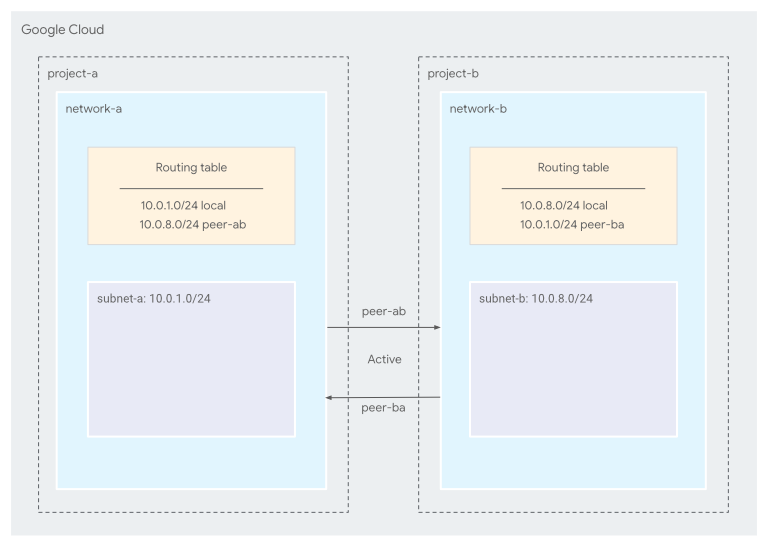 Google Cloud
project-a
network-a
Routing table
10.0.1.0/24 local
10.0.8.0/24 peer-ab
subnet-a: 10.0.1.0/24
peer-ab
Active
peer-ba
project-b
network-b
Routing table
10.0.8.0/24 local
10.0.1.0/24 peer-ba
subnet-b: 10.0.8.0/24